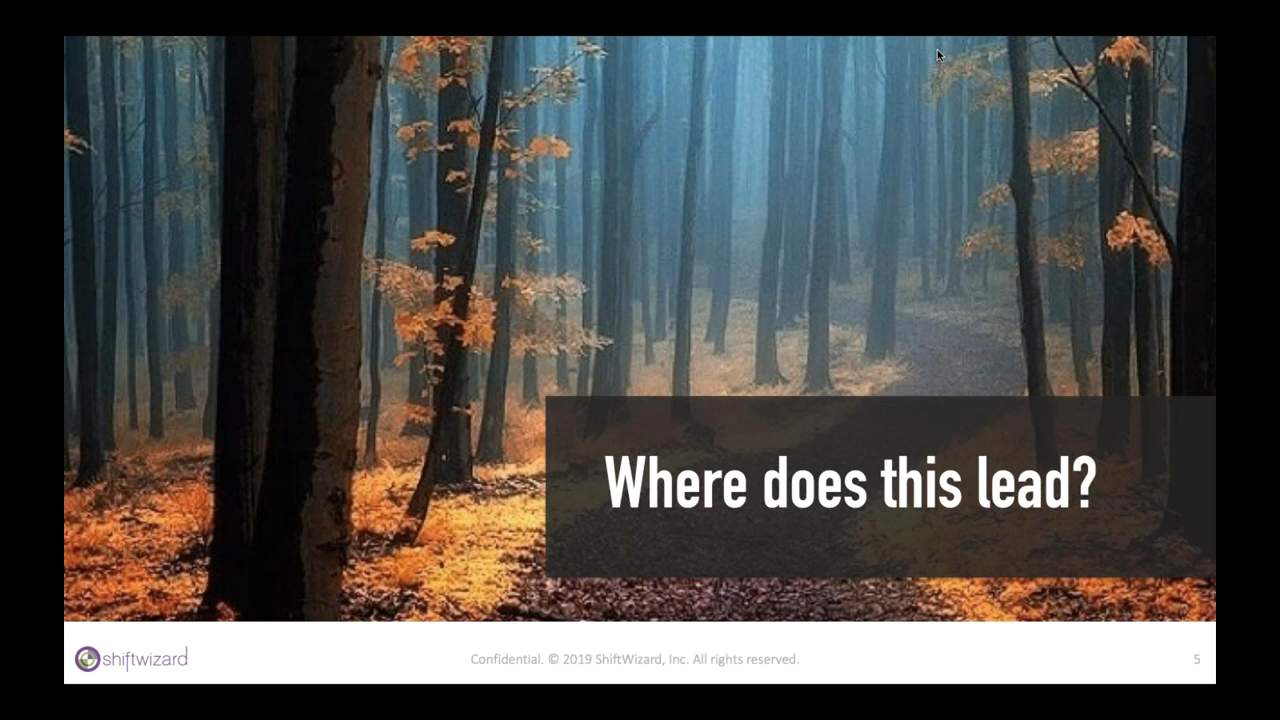 Where does this lead?
shiftwizard
Confidential. © 2019 ShiftWizard, Inc. All rights reserved.
5